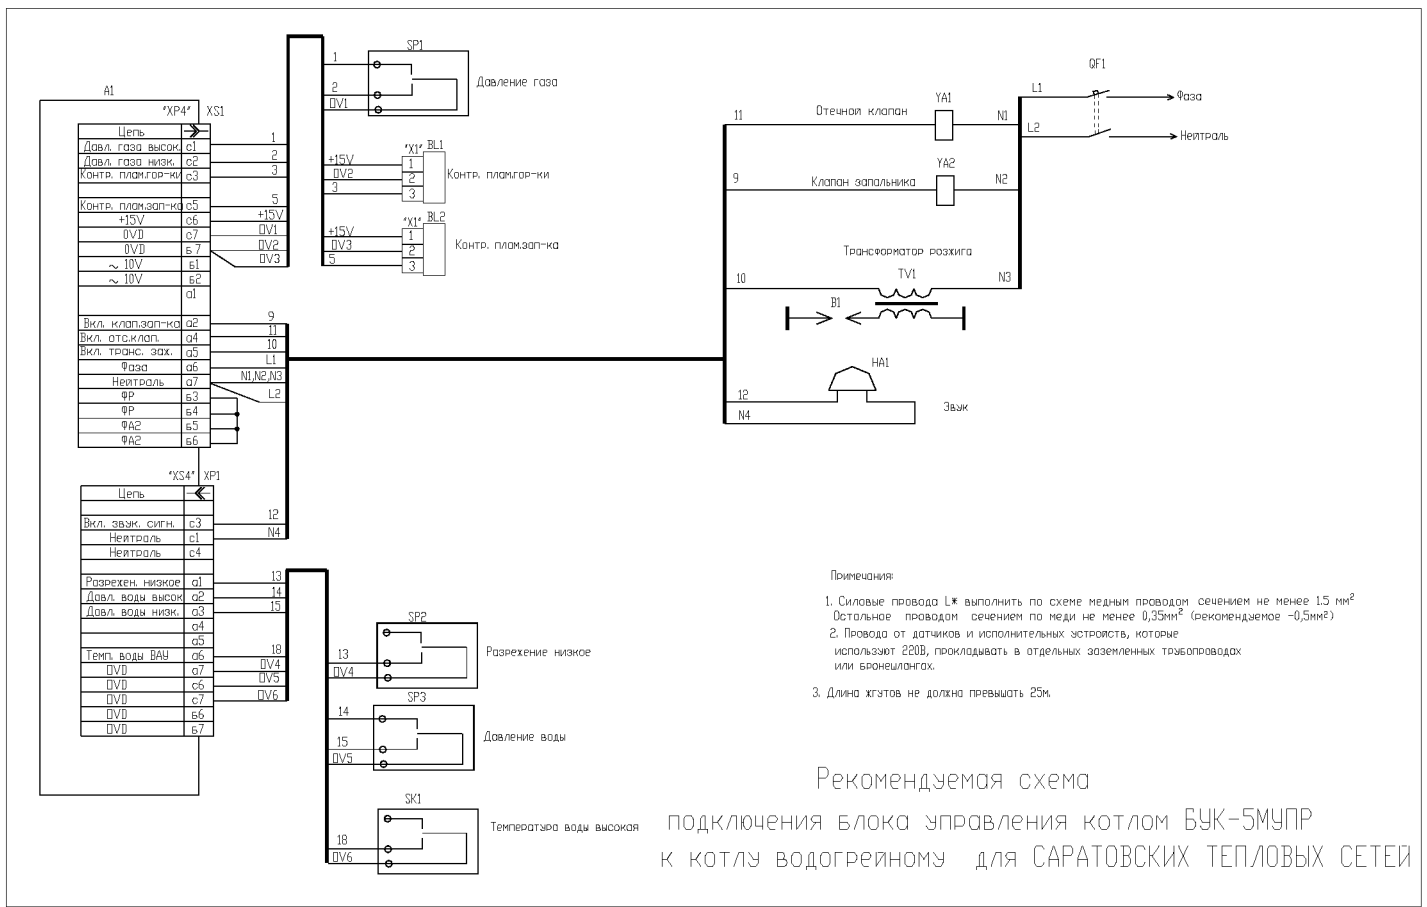 A1
"XP4" XS1
Цепь
Давл. газа высок. c1 1
Давл. газа низк. c2 2
Контр. плам.гор-ки c3 3
Контр. плам.зап-ка c5 5
+15V c6 +15V
0VD c7 0V1
0VD Б7 0V2
0V3
~ 10V Б1
~ 10V Б2
a1
Вкл. клап.зап-ка a2 9
Вкл. отс.клап. a4 11
Вкл. транс. заж. a5 10
Фаза a6 L1
Нейтраль a7 N1,N2,N3
L2
ФР Б3
ФР Б4
ФА2 Б5
ФА2 Б6
"XS4" XP1
Цепь
Вкл. звук. сигн. c3 12
Нейтраль c1 N4
Нейтраль c4
Разрежен. низкое a1 13
Давл. воды высок a2 14
Давл. воды низк. a3 15
a4
a5
Темп. воды ВАУ a6 18
0VD a7 0V4
0VD c6 0V5
0VD c7 0V6
0VD Б6
0VD Б7
SP1
1
2
0V1
Давление газа
"X1" BL1
+15V 1
0V2 2
3 3
Контр. плам.гор-ки
"X1" BL2
+15V 1
0V3 2
5 3
Контр. плам.зап-ка
SP2
13
0V4
Разрежение низкое
SP3
14
15
0V5
Давление воды
SK1
18
0V6
Температура воды высокая
QF1
L1 Фаза
L2 Нейтраль
11 Отсечной клапан YA1 N1
9 Клапан запальника YA2 N2
Трансформатор розжига
10 TV1 N3
B1
HA1
12
N4
Звук
Примечания:
1. Силовые провода L* выполнить по схеме медным проводом сечением не менее 1.5 мм²
Остальное проводом сечением по меди не менее 0,35мм² (рекомендуемое -0,5мм²)
2. Провода от датчиков и исполнительных устройств, которые
используют 220В, прокладывать в отдельных заземленных трубопроводах
или бронешлангах.
3. Длина жгутов не должна превышать 25м.
Рекомендуемая схема
подключения блока управления котлом БУК-5МУПР
к котлу водогрейному для САРАТОВСКИХ ТЕПЛОВЫХ СЕТЕЙ